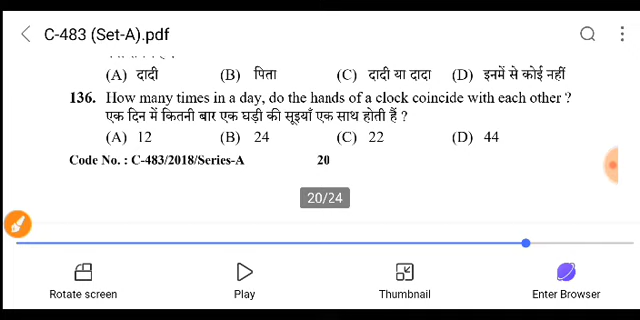 C-483 (Set-A).pdf
(A) दादी (B) पिता (C) दादी या दादा (D) इनमें से कोई नहीं
136. How many times in a day, do the hands of a clock coincide with each other ?
एक दिन में कितनी बार एक घड़ी की सूइयाँ एक साथ होती हैं ?
(A) 12 (B) 24 (C) 22 (D) 44
Code No. : C-483/2018/Series-A 20
20/24
Rotate screen Play Thumbnail Enter Browser